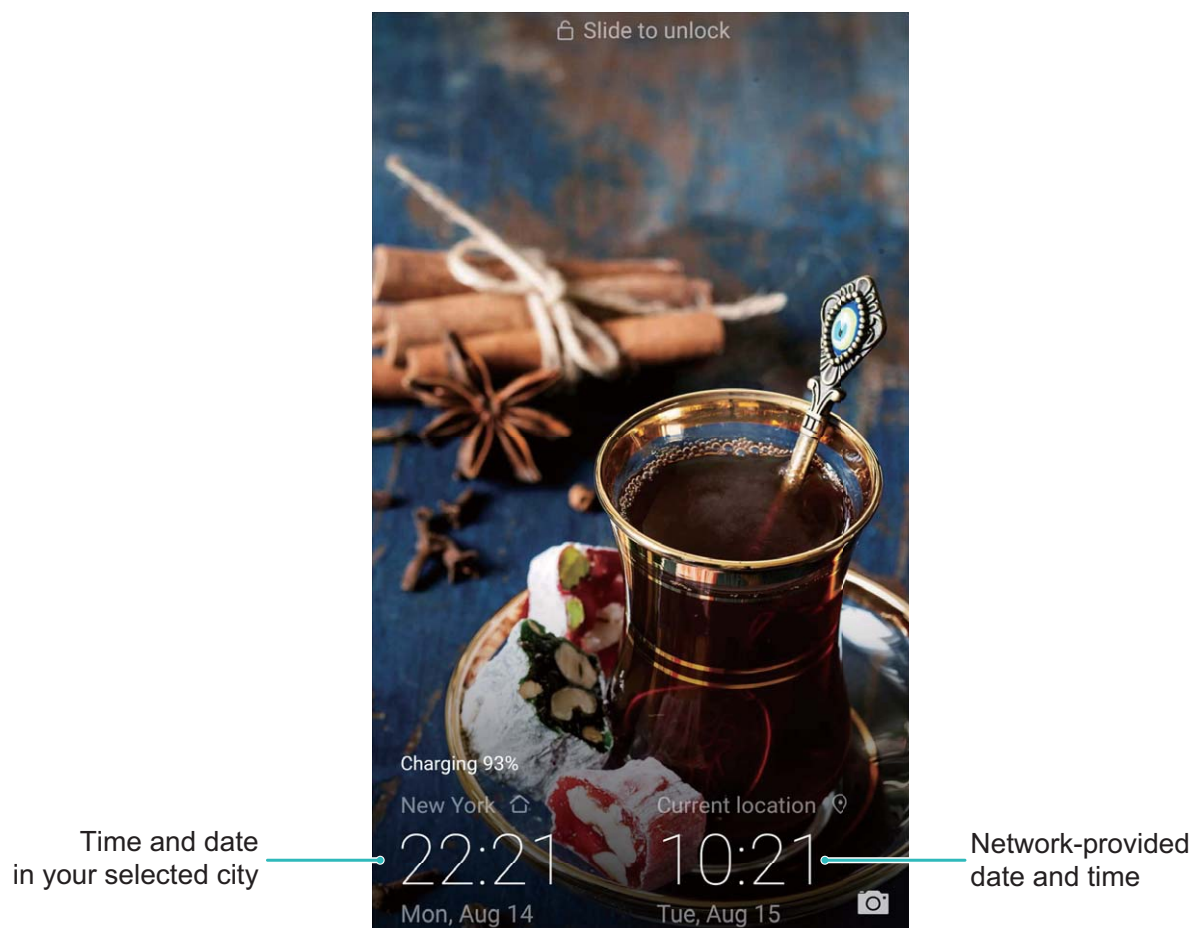 Slide to unlock
Charging 93%
New York
Current location
22:21
10:21
Mon, Aug 14
Tue, Aug 15
Time and date
in your selected city
Network-provided
date and time